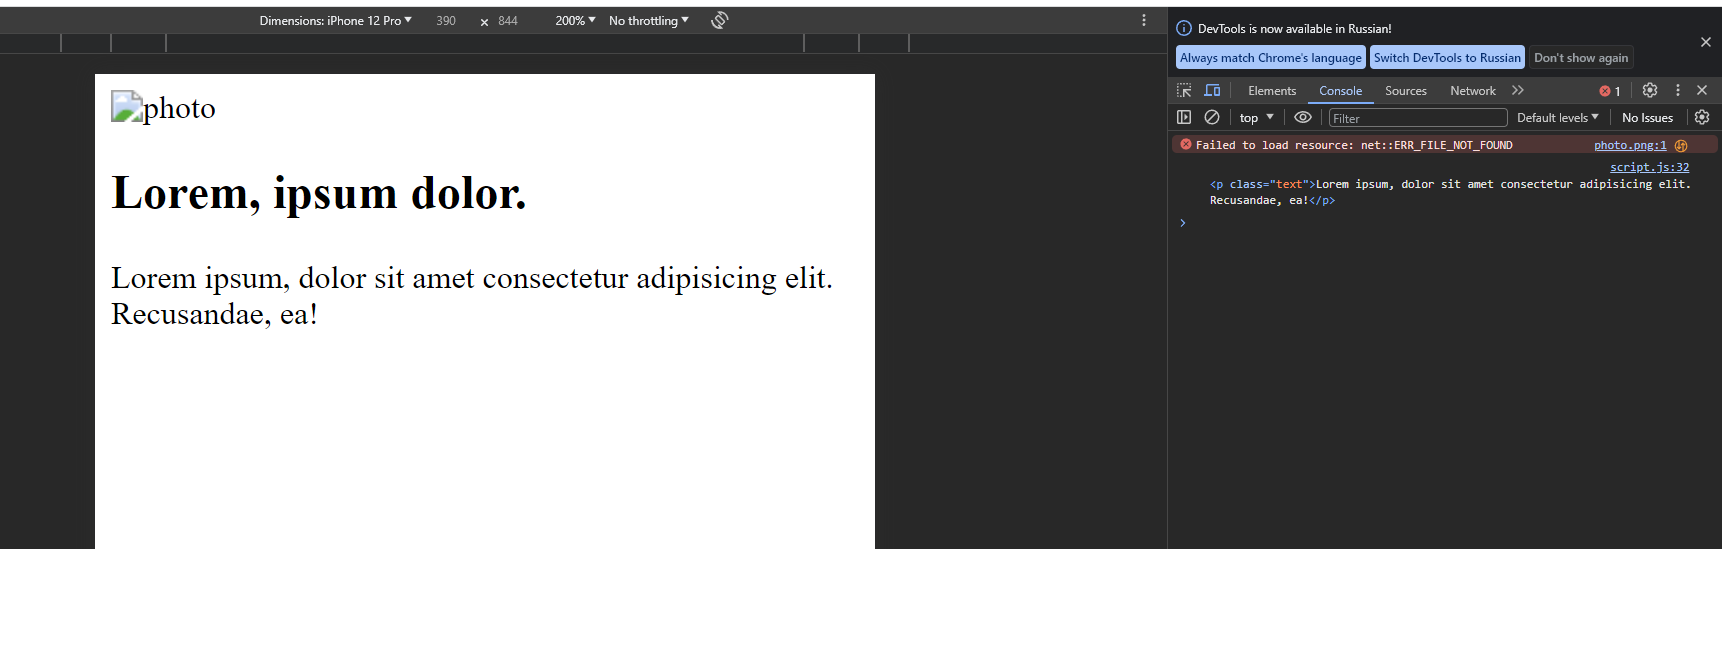 Dimensions: iPhone 12 Pro 390 × 844 200% No throttling
photo
Lorem, ipsum dolor.
Lorem ipsum, dolor sit amet consectetur adipisicing elit.
Recusandae, ea!
DevTools is now available in Russian!
Always match Chrome's language Switch DevTools to Russian Don't show again
Elements Console Sources Network 1
top Filter Default levels No Issues
Failed to load resource: net::ERR_FILE_NOT_FOUND photo.png:1
script.js:32
<p class="text">Lorem ipsum, dolor sit amet consectetur adipisicing elit.
Recusandae, ea!</p>